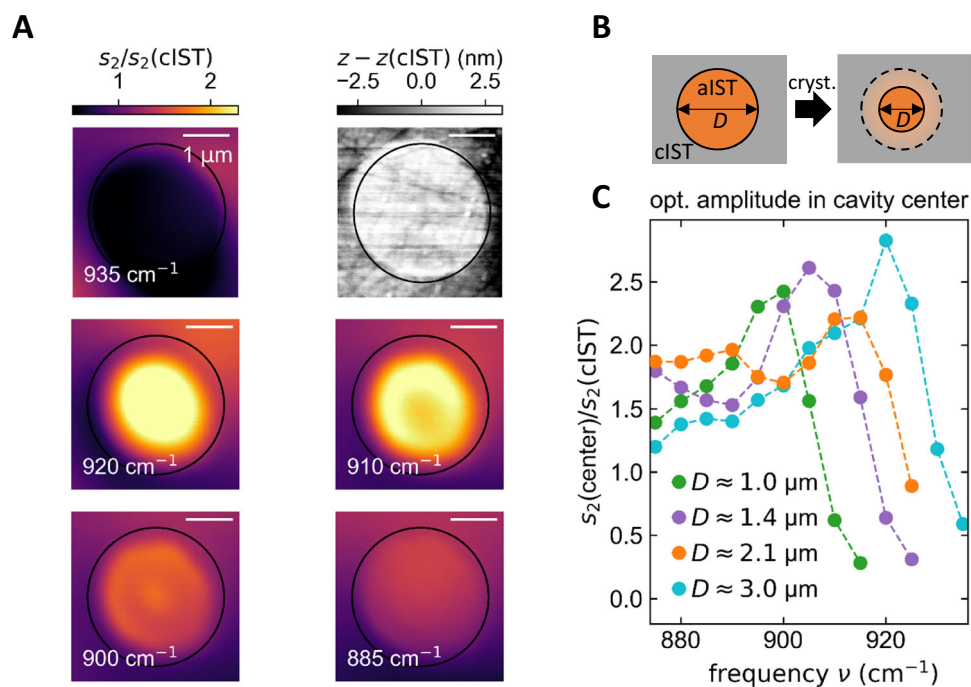 A
s₂/s₂(cIST)
1 2
z − z(cIST) (nm)
−2.5 0.0 2.5
1 µm
935 cm⁻¹
920 cm⁻¹
910 cm⁻¹
900 cm⁻¹
885 cm⁻¹
B
aIST
D
cIST
cryst.
D
C
opt. amplitude in cavity center
s₂(center)/s₂(cIST)
2.5
2.0
1.5
1.0
0.5
0.0
D ≈ 1.0 µm
D ≈ 1.4 µm
D ≈ 2.1 µm
D ≈ 3.0 µm
880 900 920
frequency ν (cm⁻¹)